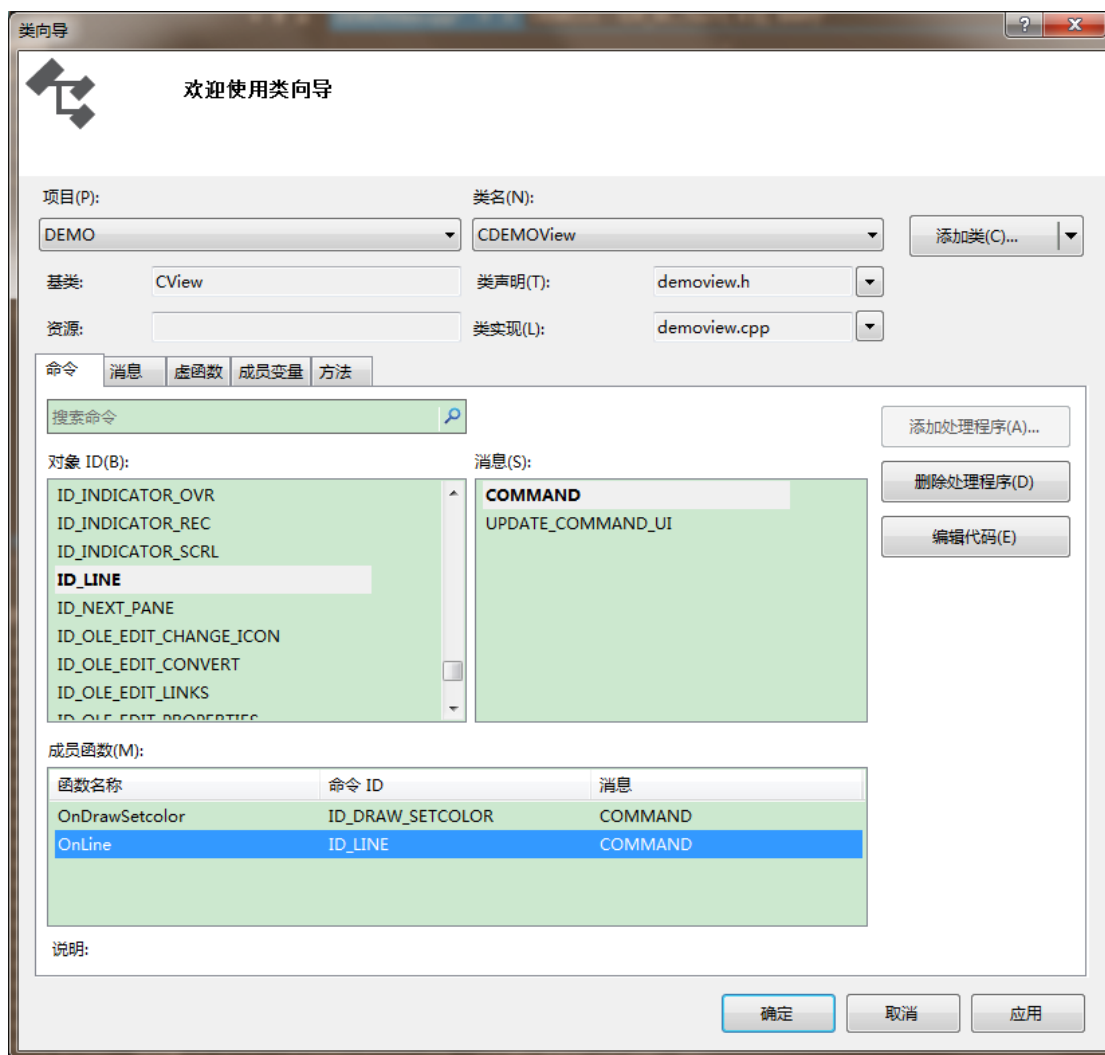 类向导
欢迎使用类向导
项目(P):
类名(N):
DEMO
CDEMOView
添加类(C)...
基类:
CView
类声明(T):
demoview.h
资源:
类实现(L):
demoview.cpp
命令 消息 虚函数 成员变量 方法
搜索命令
添加处理程序(A)...
对象 ID(B):
消息(S):
删除处理程序(D)
编辑代码(E)
ID_INDICATOR_OVR
ID_INDICATOR_REC
ID_INDICATOR_SCRL
ID_LINE
ID_NEXT_PANE
ID_OLE_EDIT_CHANGE_ICON
ID_OLE_EDIT_CONVERT
ID_OLE_EDIT_LINKS
ID_OLE_EDIT_PROPERTIES
COMMAND
UPDATE_COMMAND_UI
成员函数(M):
函数名称 命令 ID 消息
OnDrawSetcolor ID_DRAW_SETCOLOR COMMAND
OnLine ID_LINE COMMAND
说明:
确定 取消 应用